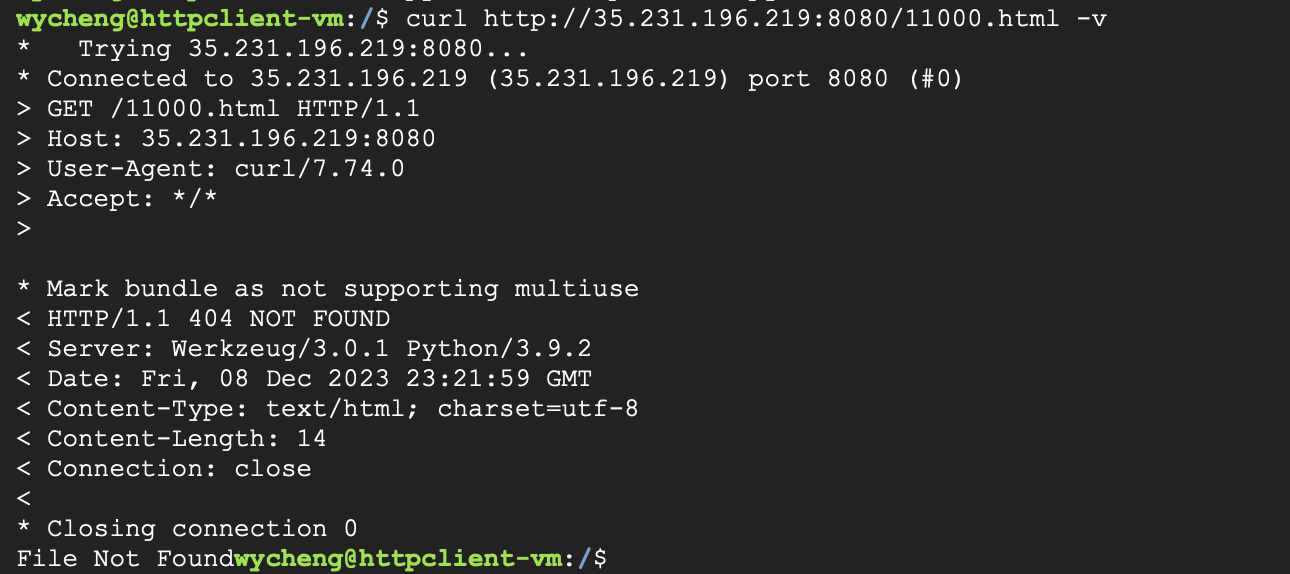 wycheng@httpclient-vm:/$ curl http://35.231.196.219:8080/11000.html -v
*   Trying 35.231.196.219:8080...
* Connected to 35.231.196.219 (35.231.196.219) port 8080 (#0)
> GET /11000.html HTTP/1.1
> Host: 35.231.196.219:8080
> User-Agent: curl/7.74.0
> Accept: */*
>
* Mark bundle as not supporting multiuse
< HTTP/1.1 404 NOT FOUND
< Server: Werkzeug/3.0.1 Python/3.9.2
< Date: Fri, 08 Dec 2023 23:21:59 GMT
< Content-Type: text/html; charset=utf-8
< Content-Length: 14
< Connection: close
<
* Closing connection 0
File Not Foundwycheng@httpclient-vm:/$